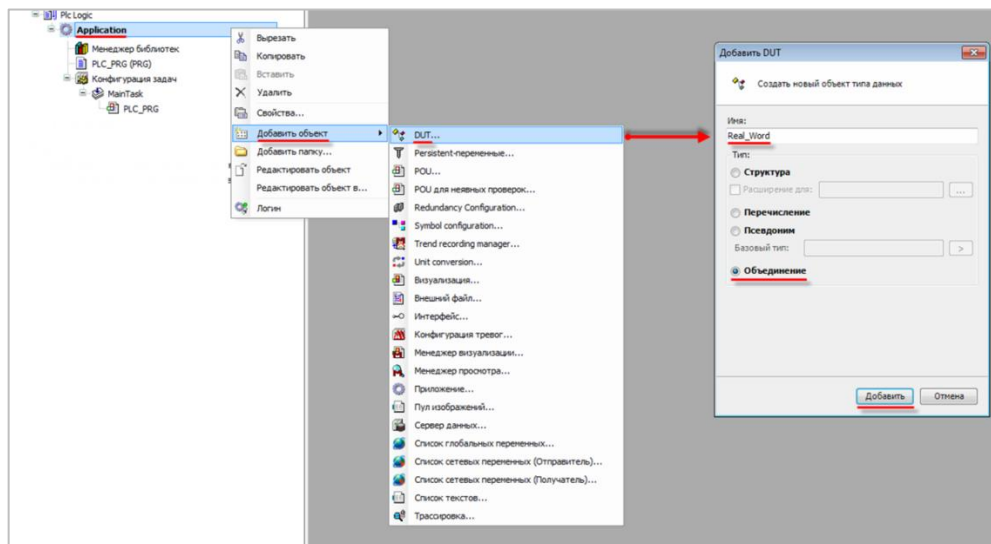 Plc Logic
Application
Менеджер библиотек
PLC_PRG (PRG)
Конфигурация задач
MainTask
PLC_PRG
Вырезать
Копировать
Вставить
Удалить
Свойства...
Добавить объект
Добавить папку...
Редактировать объект
Редактировать объект в...
Логин
DUT...
Persistent-переменные...
POU...
POU для неявных проверок...
Redundancy Configuration...
Symbol configuration...
Trend recording manager...
Unit conversion...
Визуализация...
Внешний файл...
Интерфейс...
Конфигурация тревог...
Менеджер визуализации...
Менеджер просмотра...
Приложение...
Пул изображений...
Сервер данных...
Список глобальных переменных...
Список сетевых переменных (Отправитель)...
Список сетевых переменных (Получатель)...
Список текстов...
Трассировка...
Добавить DUT
Создать новый объект типа данных
Имя:
Real_Word
Тип:
Структура
Расширение для:
...
Перечисление
Псевдоним
Базовый тип:
>
Объединение
Добавить
Отмена